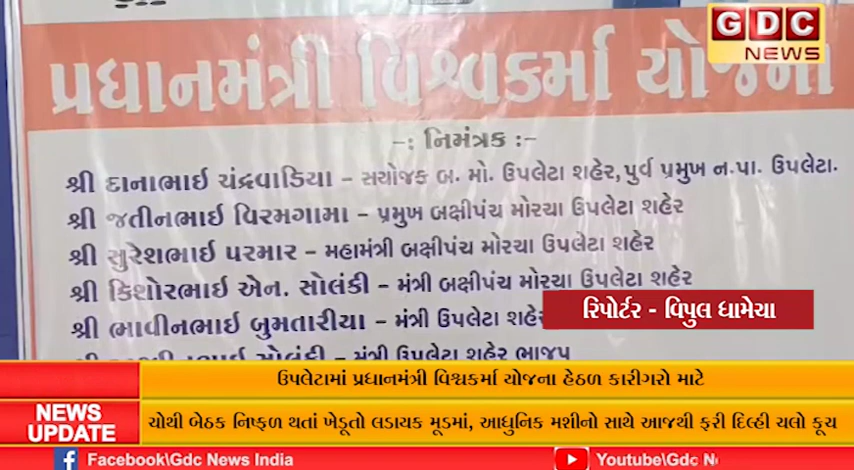 GDC
NEWS
પ્રધાનમંત્રી વિશ્વકર્મા યોજના
-: નિમંત્રક :-
શ્રી દાનાભાઈ ચંદ્રવાડિયા - સયોજક બ. મો. ઉપલેટા શહેર, પુર્વ પ્રમુખ ન.પા. ઉપલેટા.
શ્રી જતીનભાઈ વિરમગામા - પ્રમુખ બક્ષીપંચ મોરચા ઉપલેટા શહેર
શ્રી સુરેશભાઈ પરમાર - મહામંત્રી બક્ષીપંચ મોરચા ઉપલેટા શહેર
શ્રી કિશોરભાઈ એન. સોલંકી - મંત્રી બક્ષીપંચ મોરચા ઉપલેટા શહેર
શ્રી ભાવીનભાઈ બુમતારીયા - મંત્રી ઉપલેટા શહેર
રિપોર્ટર - વિપુલ ધામેચા
સોલંકી - મંત્રી ઉપલેટા શહેર ભાજપ
ઉપલેટામાં પ્રધાનમંત્રી વિશ્વકર્મા યોજના હેઠળ કારીગરો માટે
NEWS UPDATE
ચોથી બેઠક નિષ્ફળ થતાં ખેડૂતો લડાયક મૂડમાં, આધુનિક મશીનો સાથે આજથી ફરી દિલ્હી ચલો કૂચ
Facebook\Gdc News India
Youtube\Gdc